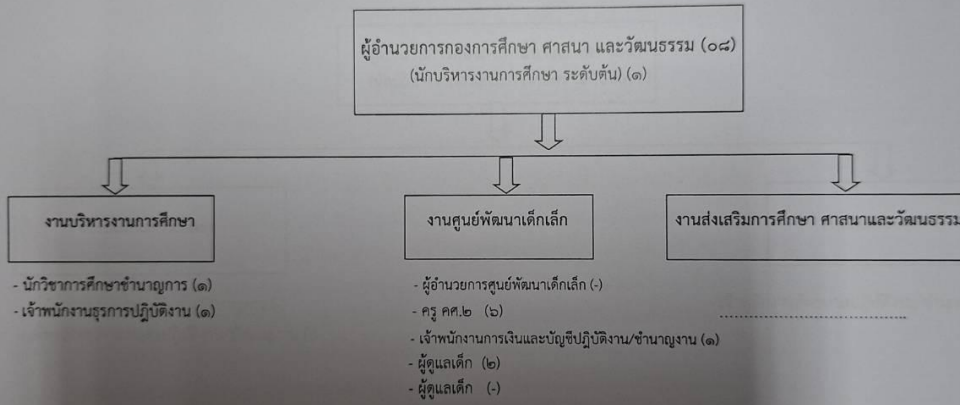 ผู้อำนวยการกองการศึกษา ศาสนา และวัฒนธรรม (๐๘)
(นักบริหารงานการศึกษา ระดับต้น) (๑)
งานบริหารงานการศึกษา
- นักวิชาการศึกษาชำนาญการ (๑)
- เจ้าพนักงานธุรการปฏิบัติงาน (๑)
งานศูนย์พัฒนาเด็กเล็ก
- ผู้อำนวยการศูนย์พัฒนาเด็กเล็ก (-)
- ครู คศ.๒ (๖)
- เจ้าพนักงานการเงินและบัญชีปฏิบัติงาน/ชำนาญงาน (๑)
- ผู้ดูแลเด็ก (๒)
- ผู้ดูแลเด็ก (-)
งานส่งเสริมการศึกษา ศาสนาและวัฒนธรรม